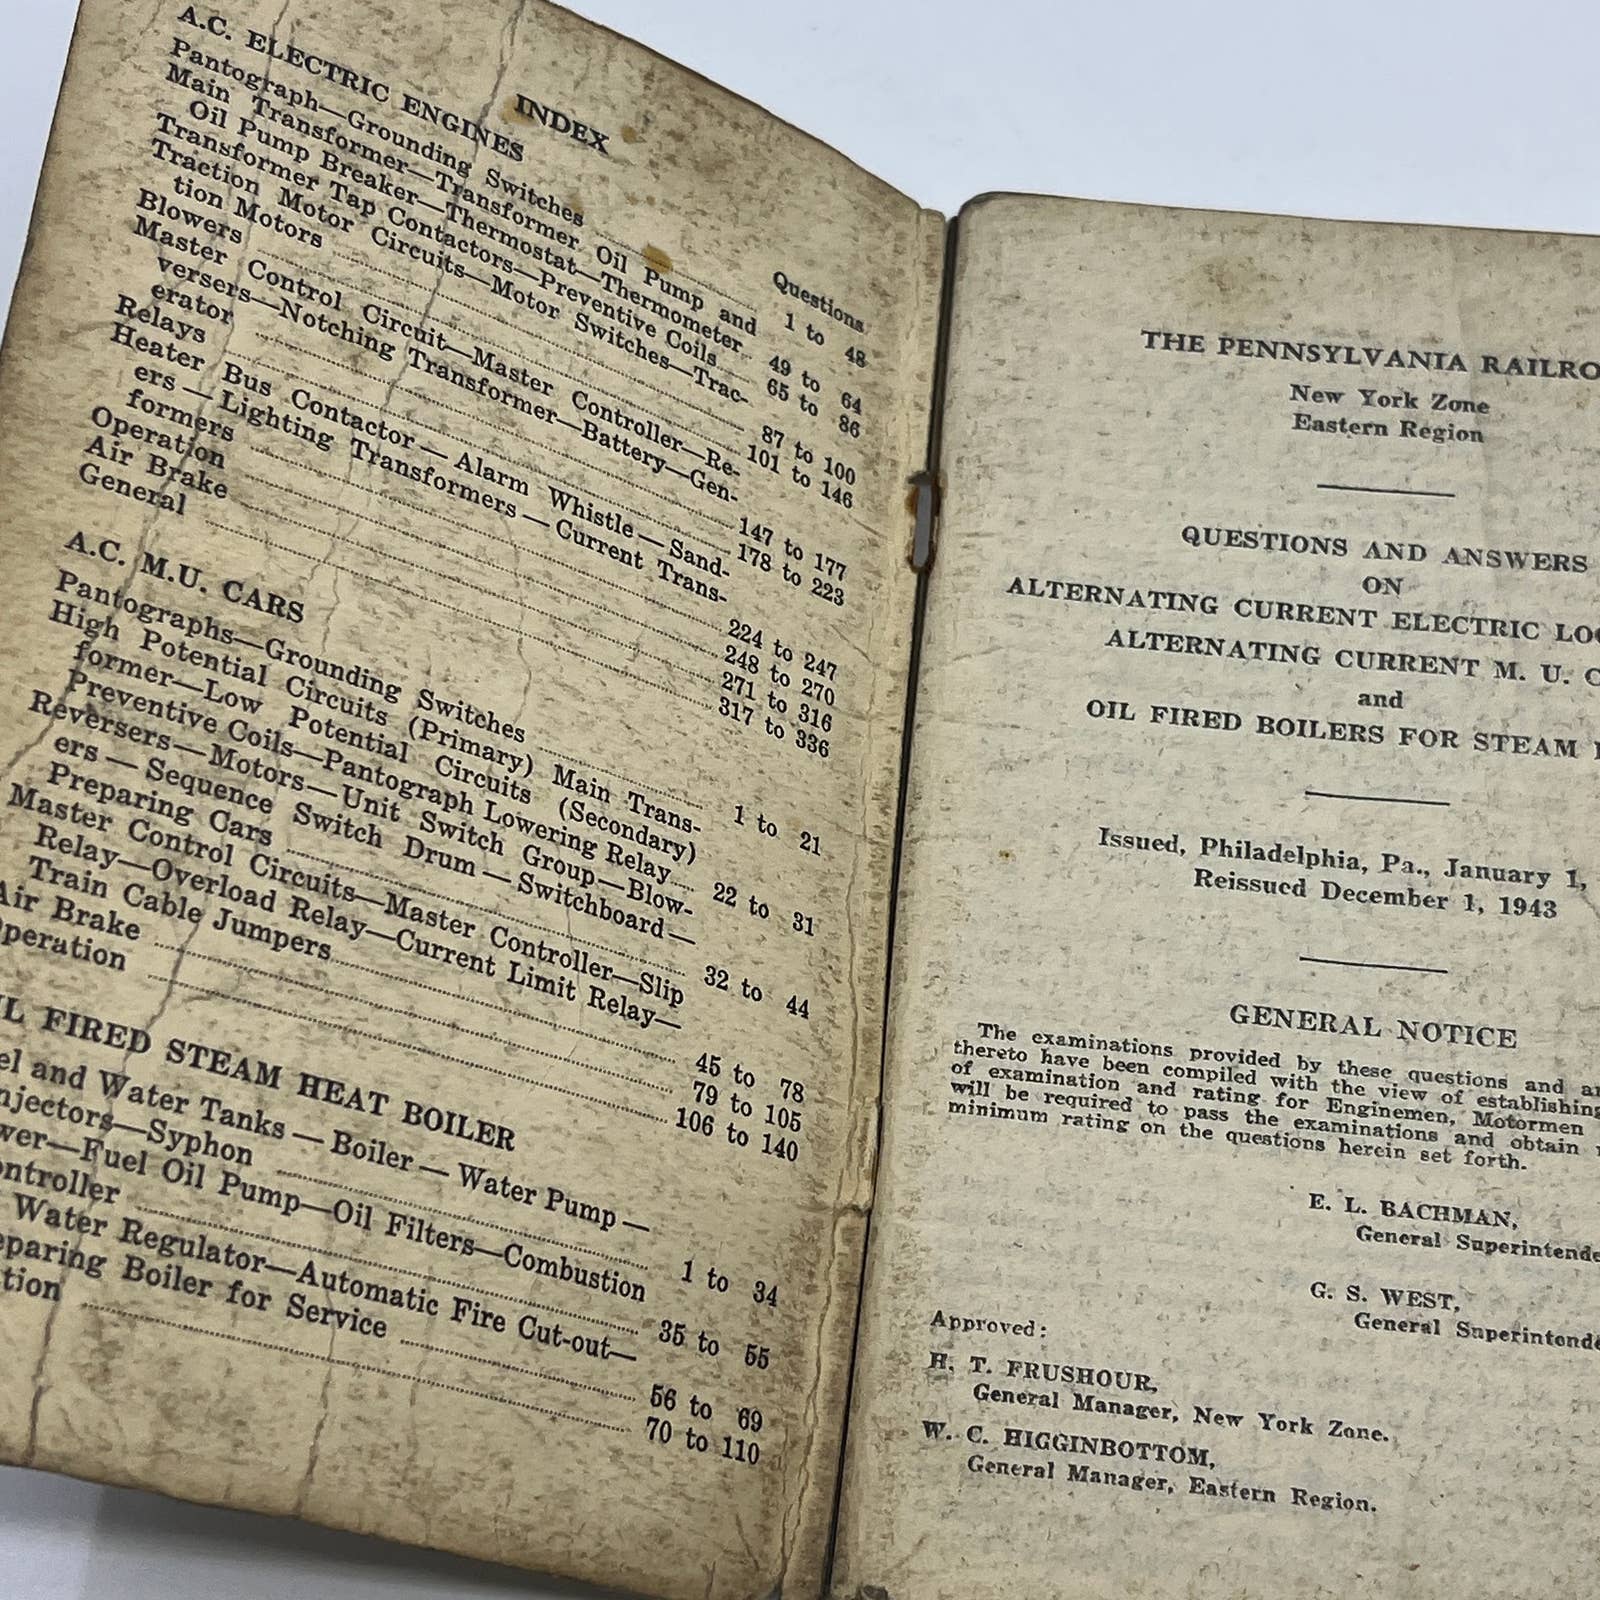 INDEX
A.C. ELECTRIC ENGINES
Questions
Pantograph—Grounding Switches 1 to 48
Main Transformer—Transformer Oil Pump and
Oil Pump Breaker—Thermostat—Thermometer 49 to 64
Transformer Tap Contactors—Preventive Coils 65 to 86
Traction Motor Circuits—Motor Switches—Trac-
tion Motors 87 to 100
Blowers 101 to 146
Master Control Circuit—Master Controller—Re-
versers—Notching Transformer—Battery—Gen-
erator 147 to 177
Relays 178 to 223
Heater Bus Contactor—Alarm Whistle—Sand-
ers—Lighting Transformers—Current Trans-
formers 224 to 247
Operation 248 to 270
Air Brake 271 to 316
General 317 to 336
A.C. M.U. CARS
Pantographs—Grounding Switches 1 to 21
High Potential Circuits (Primary) Main Trans-
former—Low Potential Circuits (Secondary)
Preventive Coils—Pantograph Lowering Relay 22 to 31
Reversers—Motors—Unit Switch Group—Blow-
ers—Sequence Switch Drum—Switchboard—
Preparing Cars 32 to 44
Master Control Circuits—Master Controller—Slip
Relay—Overload Relay—Current Limit Relay—
Train Cable Jumpers 45 to 78
Air Brake 79 to 105
Operation 106 to 140
OIL FIRED STEAM HEAT BOILER
and Water Tanks—Boiler—Water Pump—
Injectors—Syphon 1 to 34
Fuel Oil Pump—Oil Filters—Combustion
Controller 35 to 55
Water Regulator—Automatic Fire Cut-out—
Preparing Boiler for Service 56 to 69
70 to 110
THE PENNSYLVANIA RAILRO
New York Zone
Eastern Region
QUESTIONS AND ANSWERS
ON
ALTERNATING CURRENT ELECTRIC LOC
ALTERNATING CURRENT M. U. C
and
OIL FIRED BOILERS FOR STEAM
Issued, Philadelphia, Pa., January 1,
Reissued December 1, 1943
GENERAL NOTICE
The examinations provided by these questions and an
thereto have been compiled with the view of establishing
of examination and rating for Enginemen, Motormen
will be required to pass the examinations and obtain
minimum rating on the questions herein set forth.
E. L. BACHMAN,
General Superintende
G. S. WEST,
General Superintende
Approved:
H. T. FRUSHOUR,
General Manager, New York Zone.
W. C. HIGGINBOTTOM,
General Manager, Eastern Region.